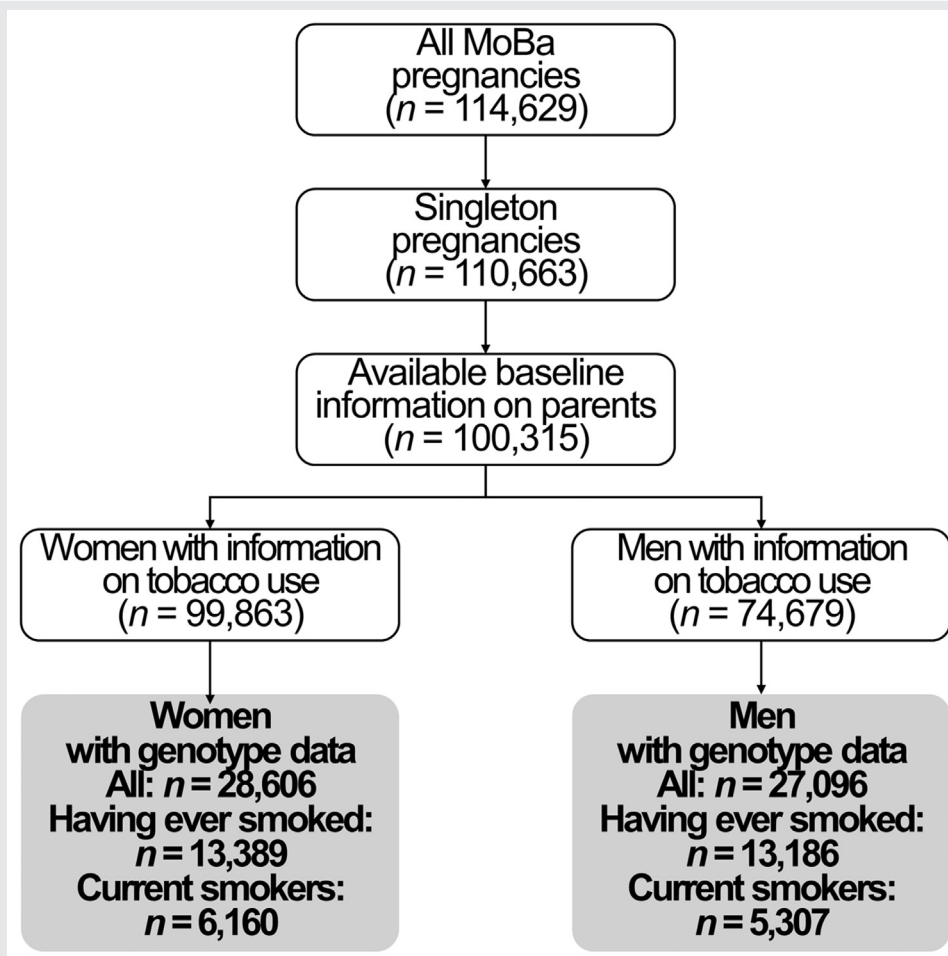 All MoBa
pregnancies
(n = 114,629)
Singleton
pregnancies
(n = 110,663)
Available baseline
information on parents
(n = 100,315)
Women with information
on tobacco use
(n = 99,863)
Men with information
on tobacco use
(n = 74,679)
Women
with genotype data
All: n = 28,606
Having ever smoked:
n = 13,389
Current smokers:
n = 6,160
Men
with genotype data
All: n = 27,096
Having ever smoked:
n = 13,186
Current smokers:
n = 5,307